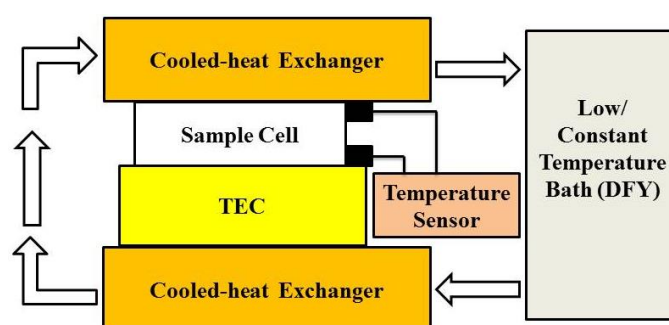 Cooled-heat Exchanger
Sample Cell
TEC
Cooled-heat Exchanger
Temperature
Sensor
Low/
Constant
Temperature
Bath (DFY)